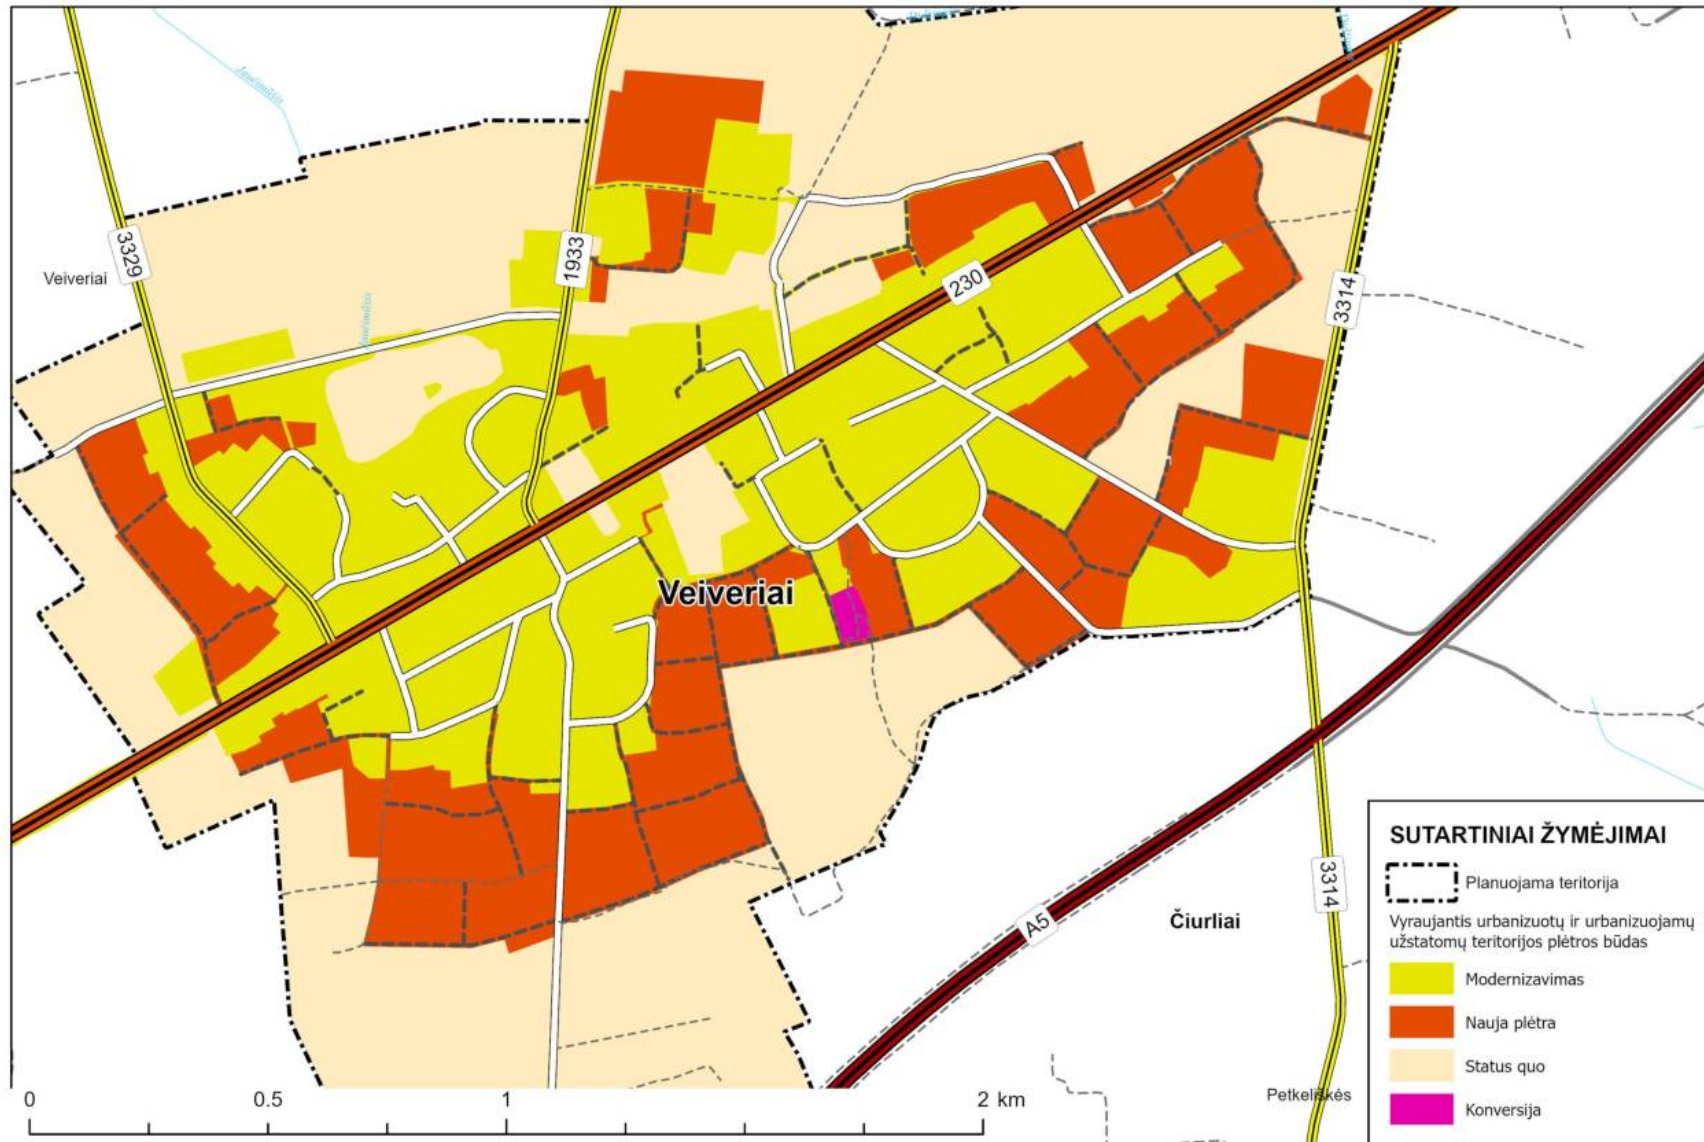 Jančmūšis
3329
Veiveriai
1933
230
3314
Veiveriai
A5
Čiurliai
3314
Petkeliškės
0 0.5 1 2 km
SUTARTINIAI ŽYMĖJIMAI
Planuojama teritorija
Vyraujantis urbanizuotų ir urbanizuojamų
užstatomų teritorijos plėtros būdas
Modernizavimas
Nauja plėtra
Status quo
Konversija